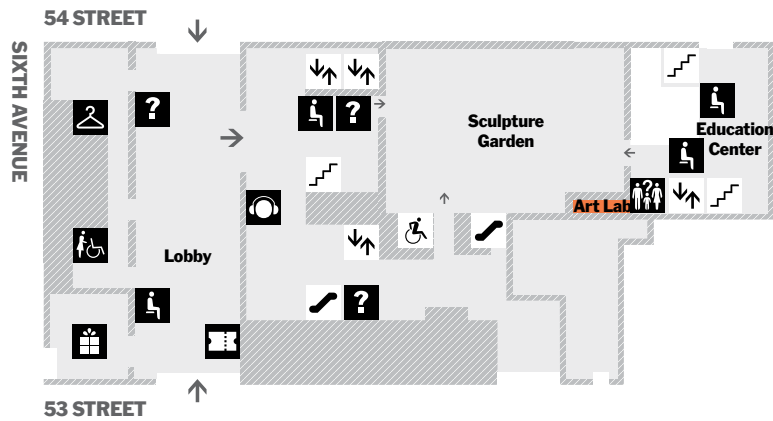 54 STREET
SIXTH AVENUE
?
?
Sculpture
Garden
Education
Center
?
Art Lab
Lobby
?
53 STREET